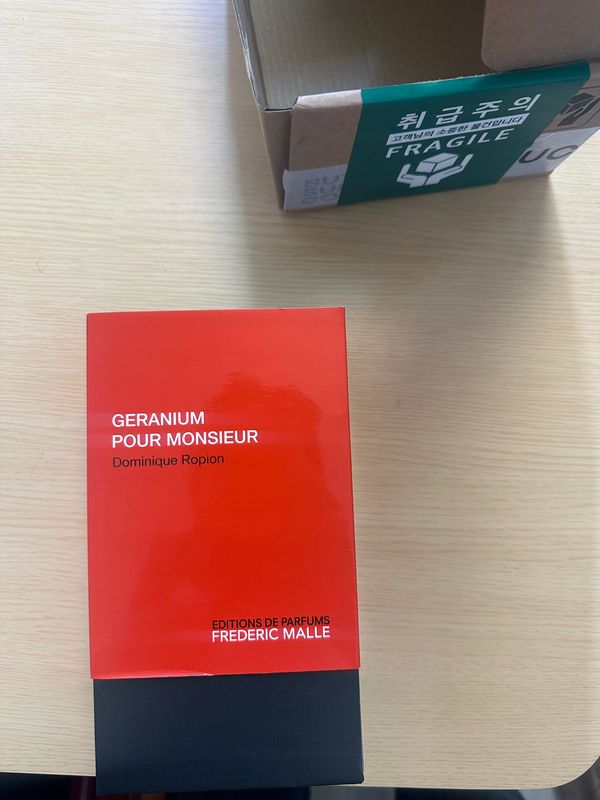 취급주의
고객님의 소중한 물건입니다
FRAGILE
UC
GERANIUM
POUR MONSIEUR
Dominique Ropion
EDITIONS DE PARFUMS
FREDERIC MALLE